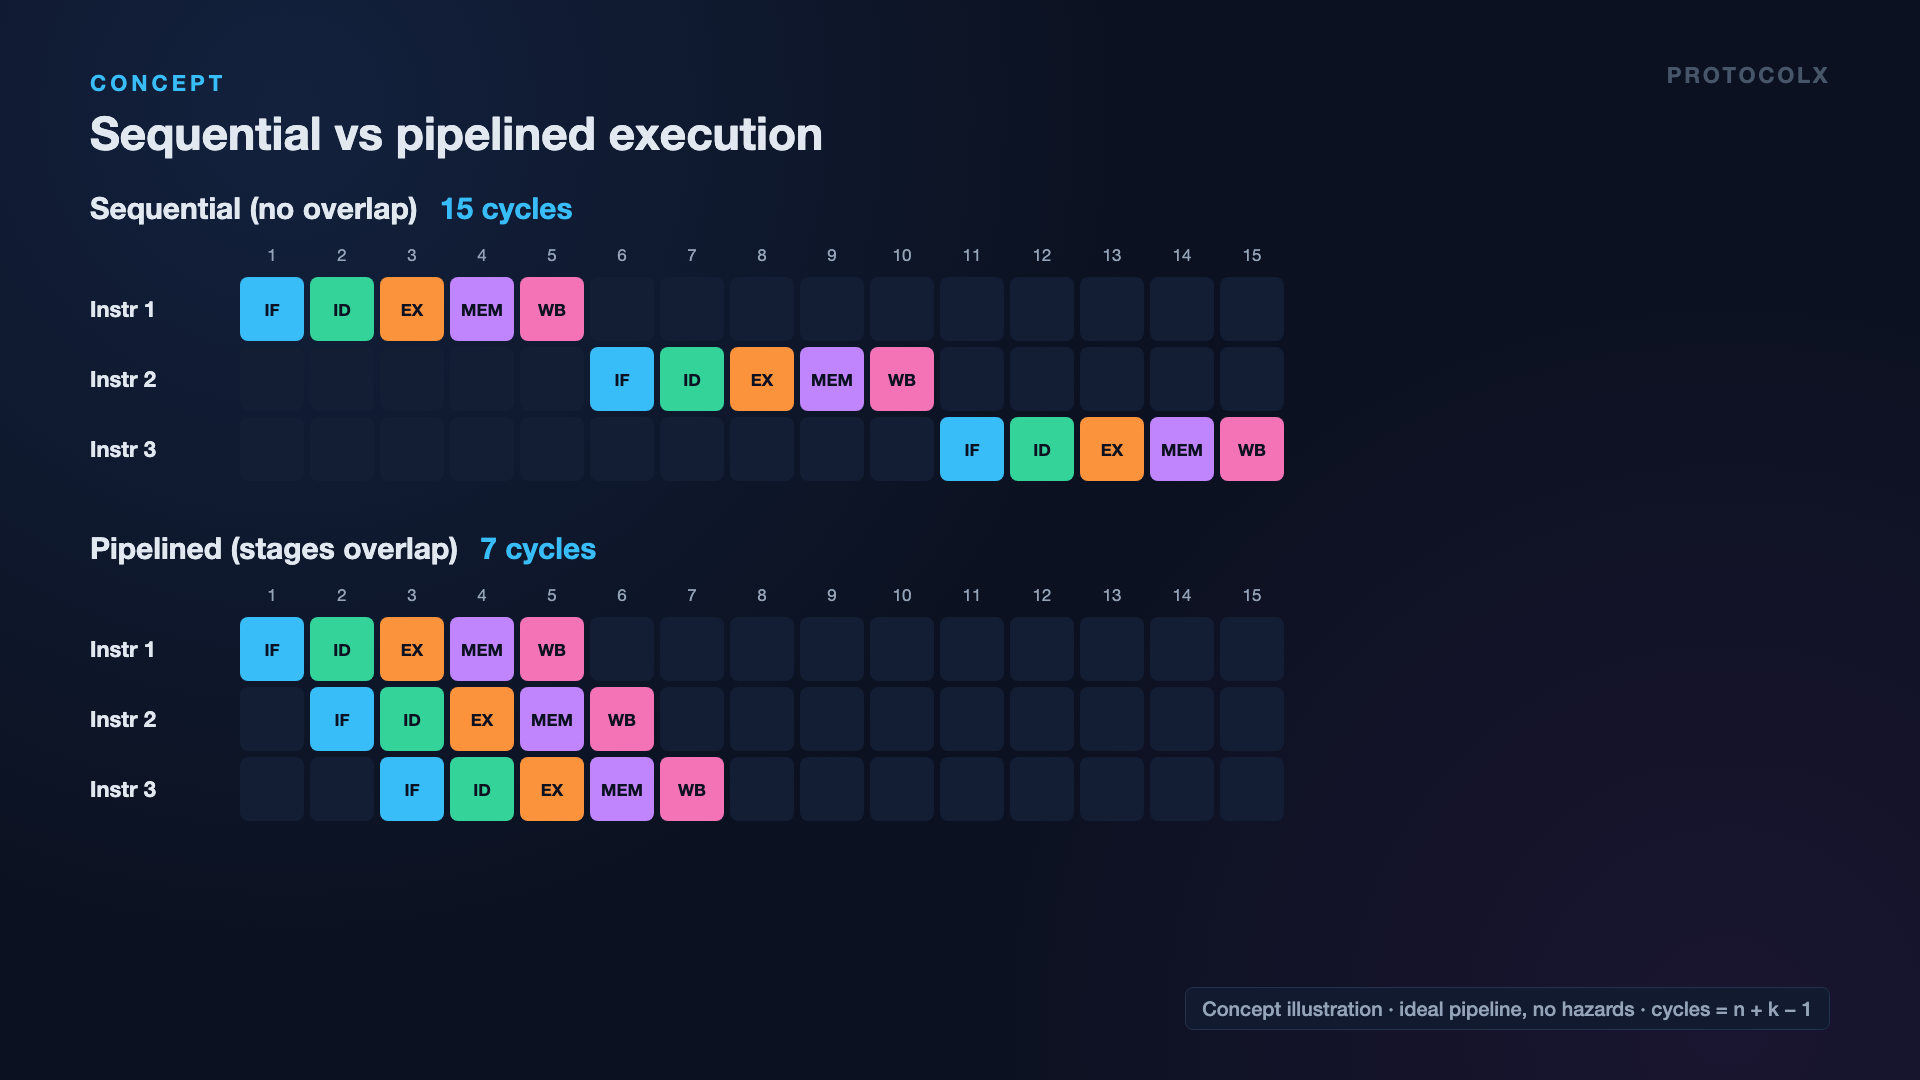 CONCEPT
PROTOCOLX
Sequential vs pipelined execution
Sequential (no overlap) 15 cycles
1 2 3 4 5 6 7 8 9 10 11 12 13 14 15
Instr 1 IF ID EX MEM WB
Instr 2 IF ID EX MEM WB
Instr 3 IF ID EX MEM WB
Pipelined (stages overlap) 7 cycles
1 2 3 4 5 6 7 8 9 10 11 12 13 14 15
Instr 1 IF ID EX MEM WB
Instr 2 IF ID EX MEM WB
Instr 3 IF ID EX MEM WB
Concept illustration · ideal pipeline, no hazards · cycles = n + k − 1